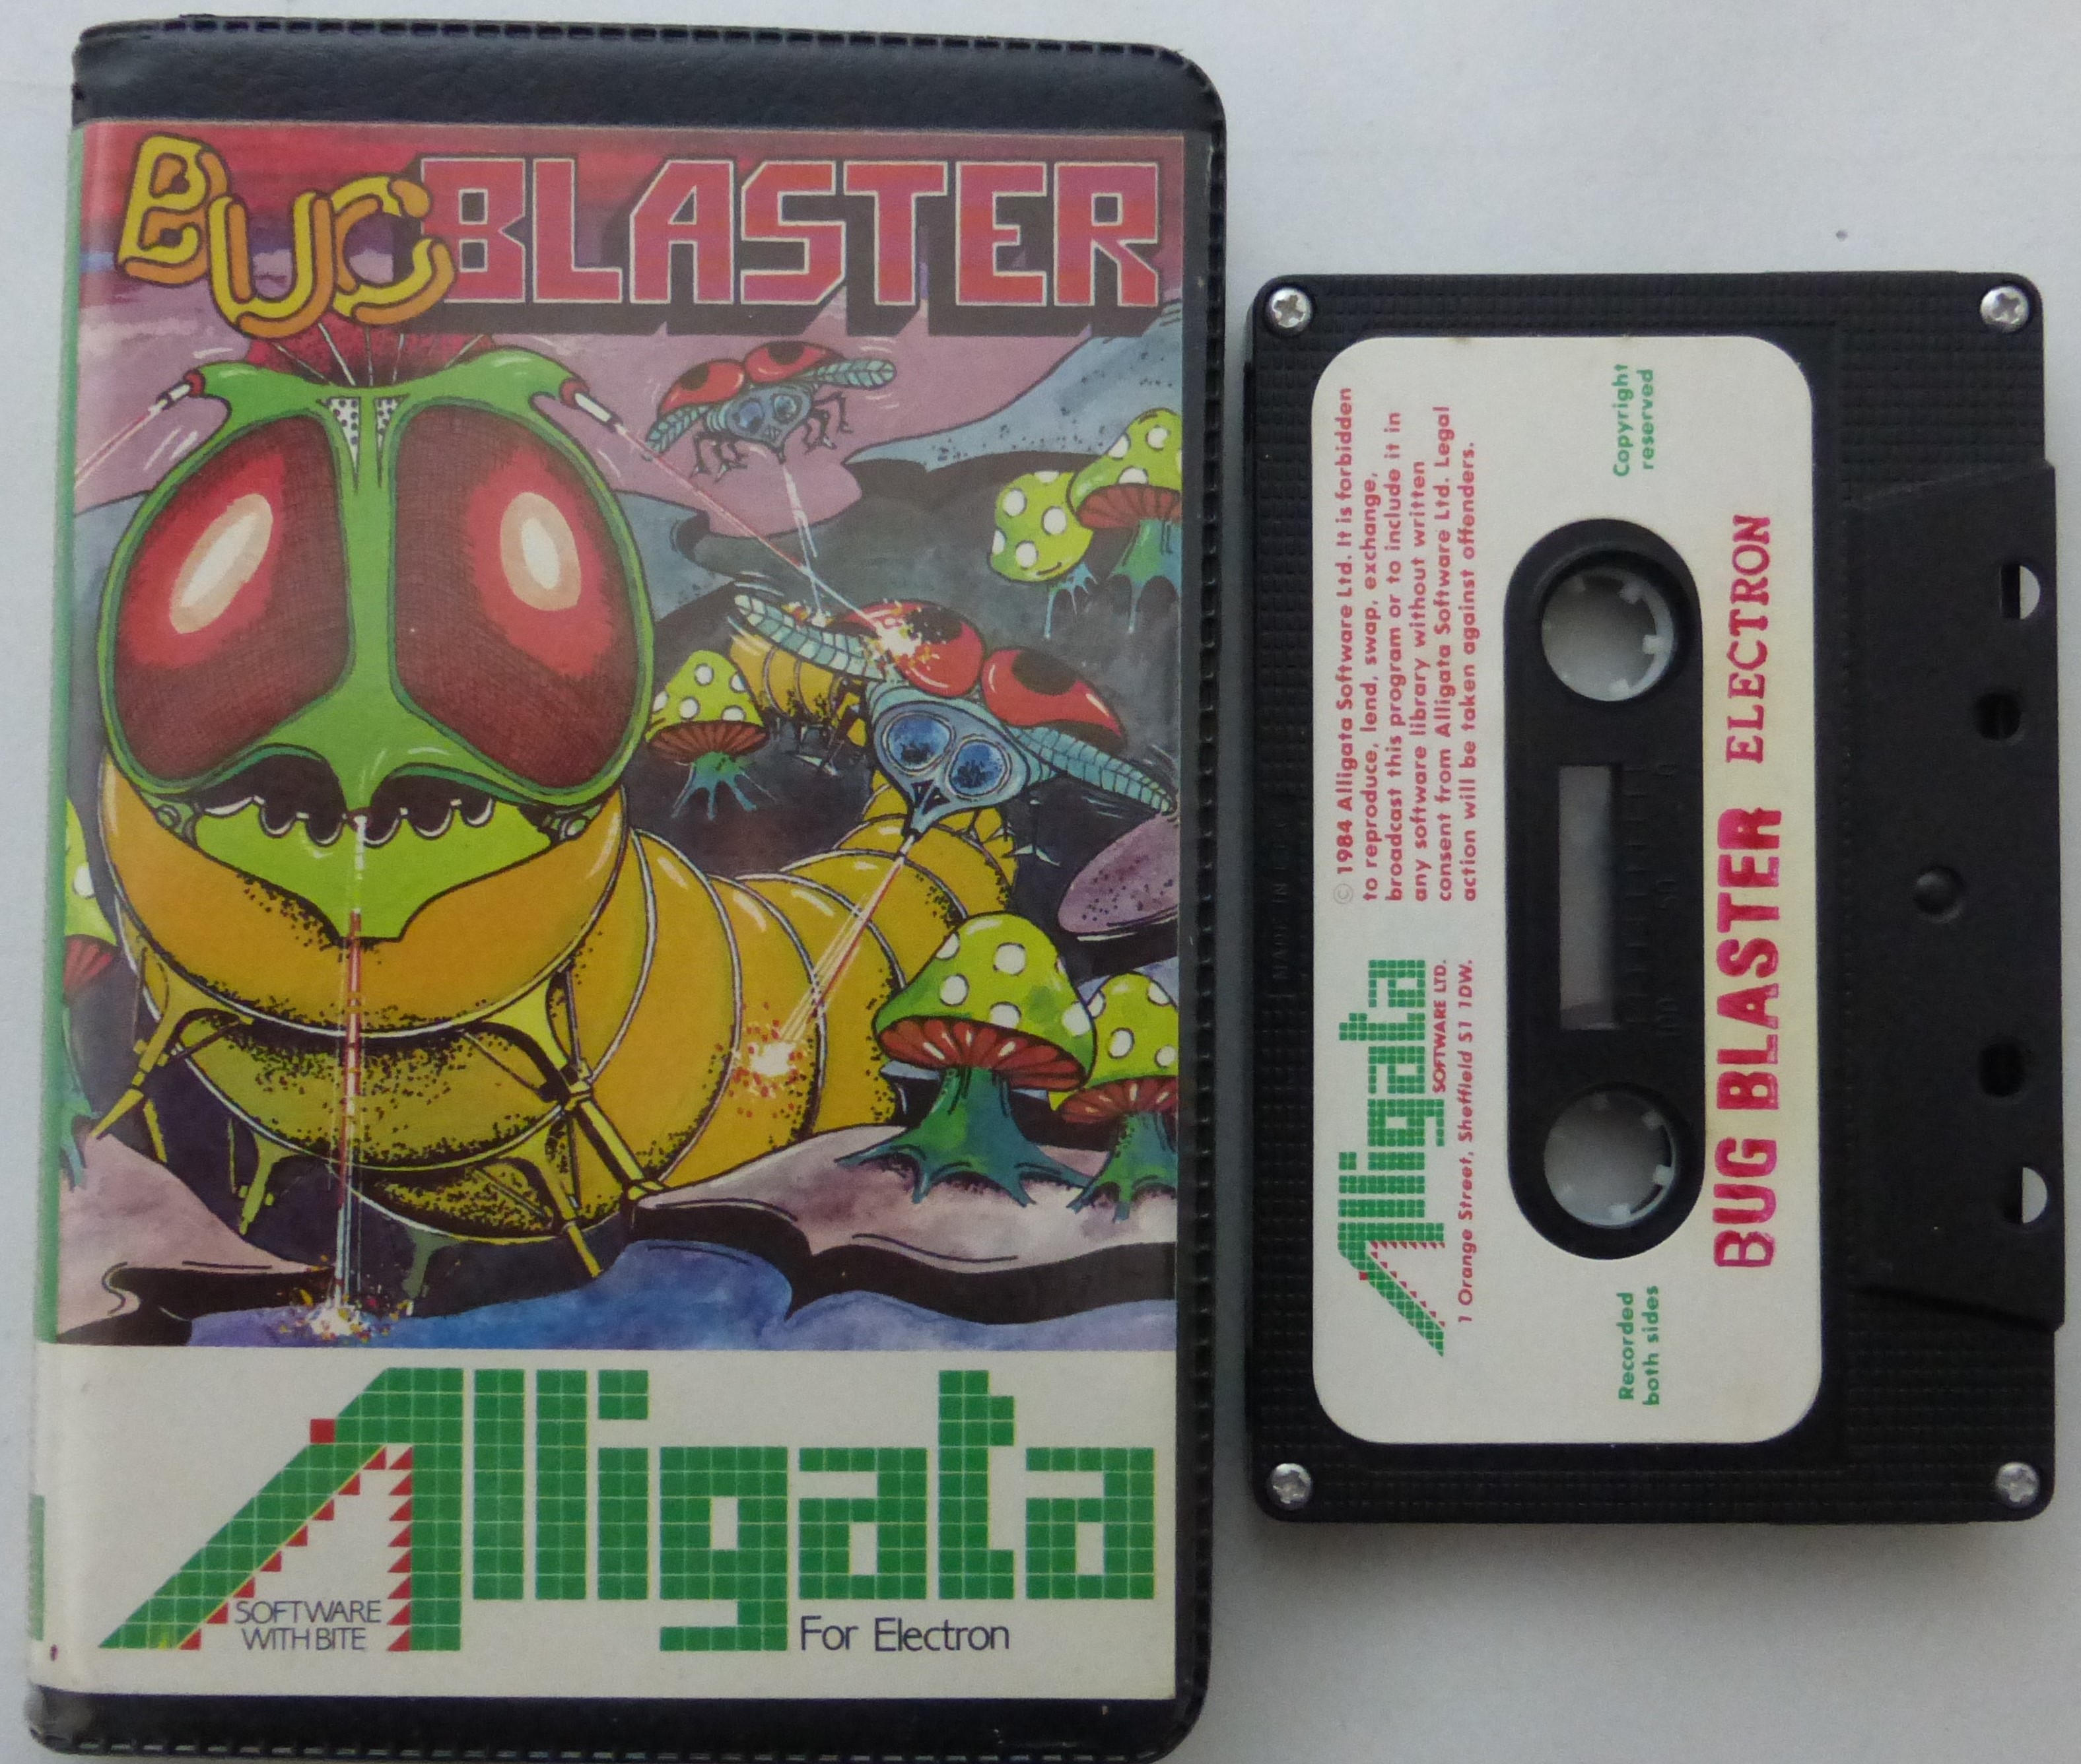 BUG BLASTER
Alligata
SOFTWARE
WITH BITE
For Electron
© 1984 Alligata Software Ltd. It is forbidden
to reproduce, lend, swap, exchange,
broadcast this program or to include it in
any software library without written
consent from Alligata Software Ltd. Legal
action will be taken against offenders.
Alligata
SOFTWARE LTD.
1 Orange Street, Sheffield S1 1DW.
Copyright
reserved
Recorded
both sides
BUG BLASTER ELECTRON